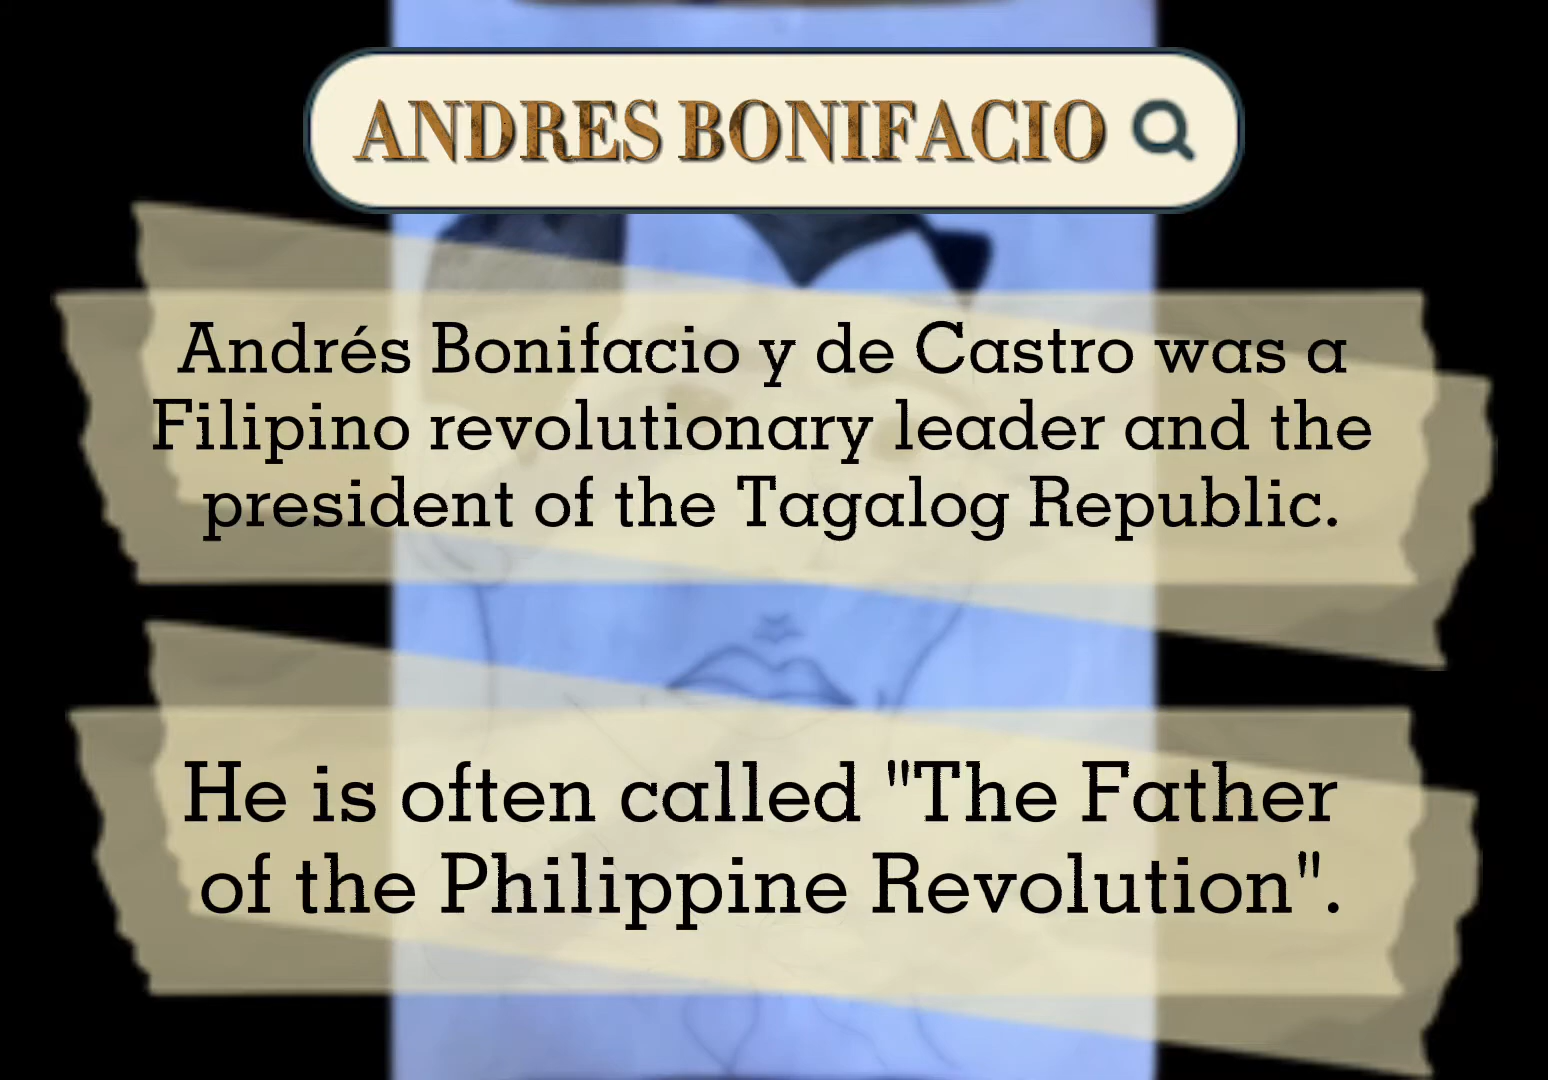 ANDRES BONIFACIO
Andrés Bonifacio y de Castro was a
Filipino revolutionary leader and the
president of the Tagalog Republic.
He is often called "The Father
of the Philippine Revolution".